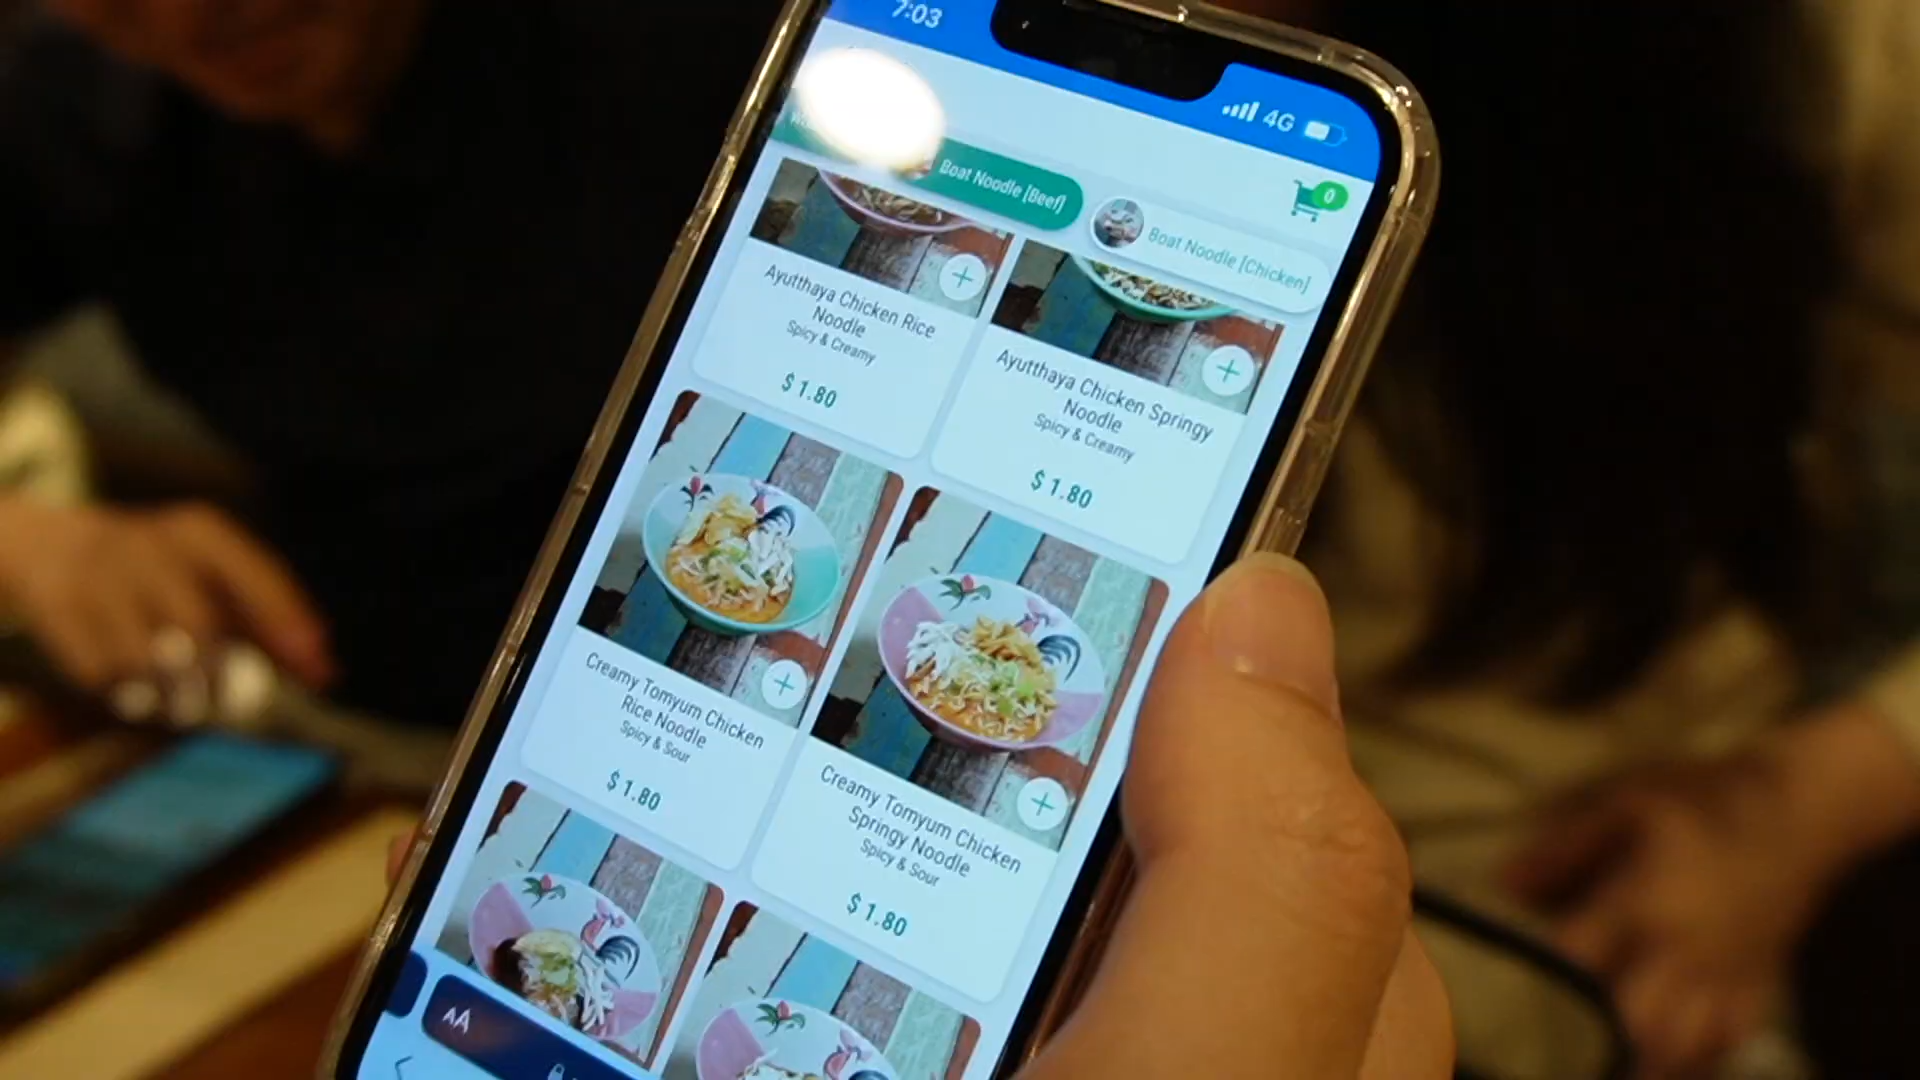 7:03
4G
0
Boat Noodle [Beef]
Boat Noodle [Chicken]
Ayutthaya Chicken Rice
Noodle
Spicy & Creamy
$ 1.80
Ayutthaya Chicken Springy
Noodle
Spicy & Creamy
$ 1.80
Creamy Tomyum Chicken
Rice Noodle
Spicy & Sour
$ 1.80
Creamy Tomyum Chicken
Springy Noodle
Spicy & Sour
$ 1.80
AA